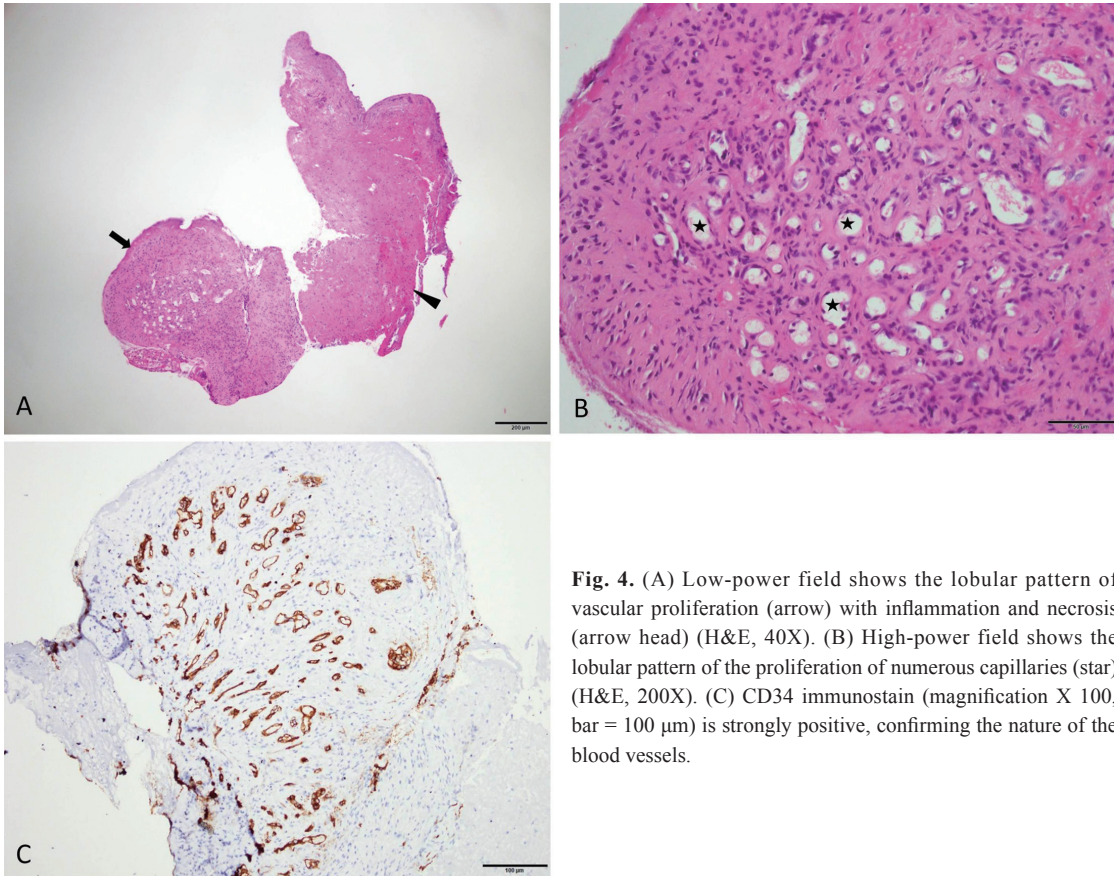 A
200 µm
B
C
100 µm
Fig. 4. (A) Low-power field shows the lobular pattern of
vascular proliferation (arrow) with inflammation and necrosis
(arrow head) (H&E, 40X). (B) High-power field shows the
lobular pattern of the proliferation of numerous capillaries (star)
(H&E, 200X). (C) CD34 immunostain (magnification X 100,
bar = 100 μm) is strongly positive, confirming the nature of the
blood vessels.